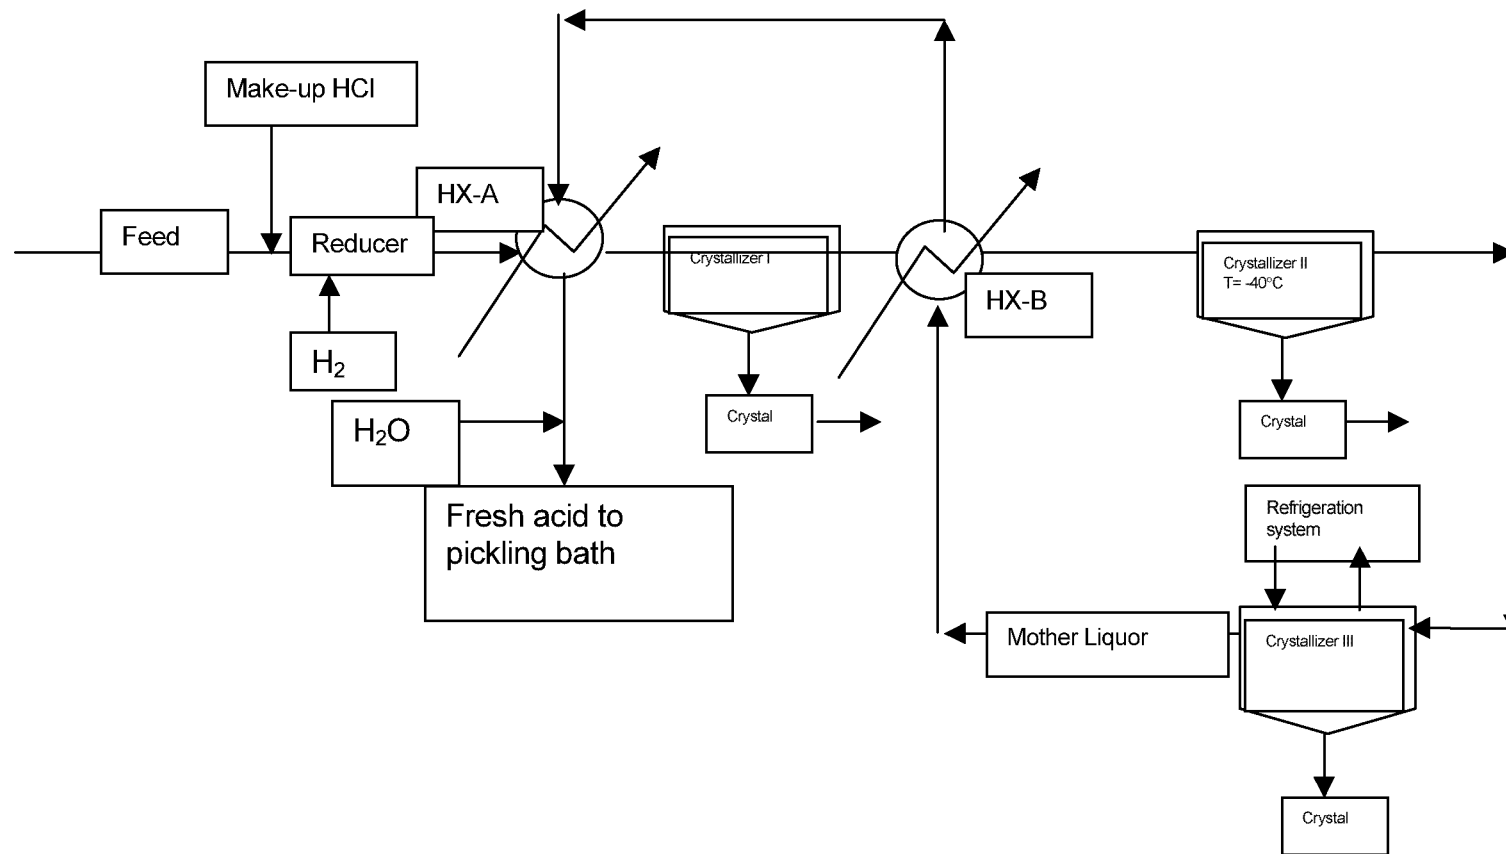 Make-up HCl
HX-A
Feed
Reducer
Crystallizer I
Crystallizer II
T= -40°C
HX-B
H₂
Crystal
Crystal
H₂O
Fresh acid to
pickling bath
Refrigeration
system
Mother Liquor
Crystallizer III
Crystal